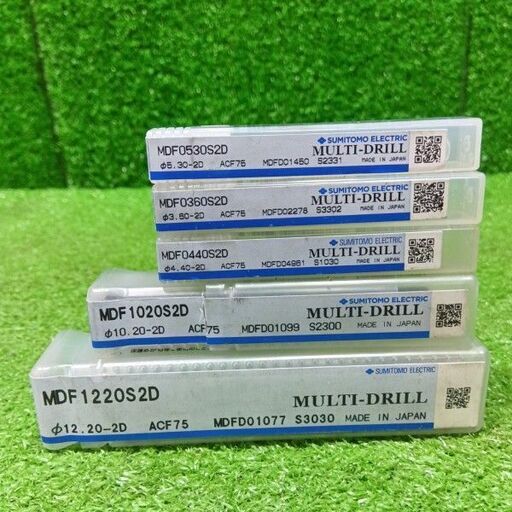 MDF0530S2D
SUMITOMO ELECTRIC
MULTI-DRILL
φ5.30-2D ACF75 MDFD01450 S2331 MADE IN JAPAN
MDF0360S2D
SUMITOMO ELECTRIC
MULTI-DRILL
φ3.60-2D ACF75 MDFD02278 S3302 MADE IN JAPAN
MDF0440S2D
SUMITOMO ELECTRIC
MULTI-DRILL
φ4.40-2D ACF75 MDFD04961 S1030 MADE IN JAPAN
MDF1020S2D
SUMITOMO ELECTRIC
MULTI-DRILL
φ10.20-2D ACF75 MDFD01099 S2300 MADE IN JAPAN
MDF1220S2D
SUMITOMO ELECTRIC
MULTI-DRILL
φ12.20-2D ACF75 MDFD01077 S3030 MADE IN JAPAN